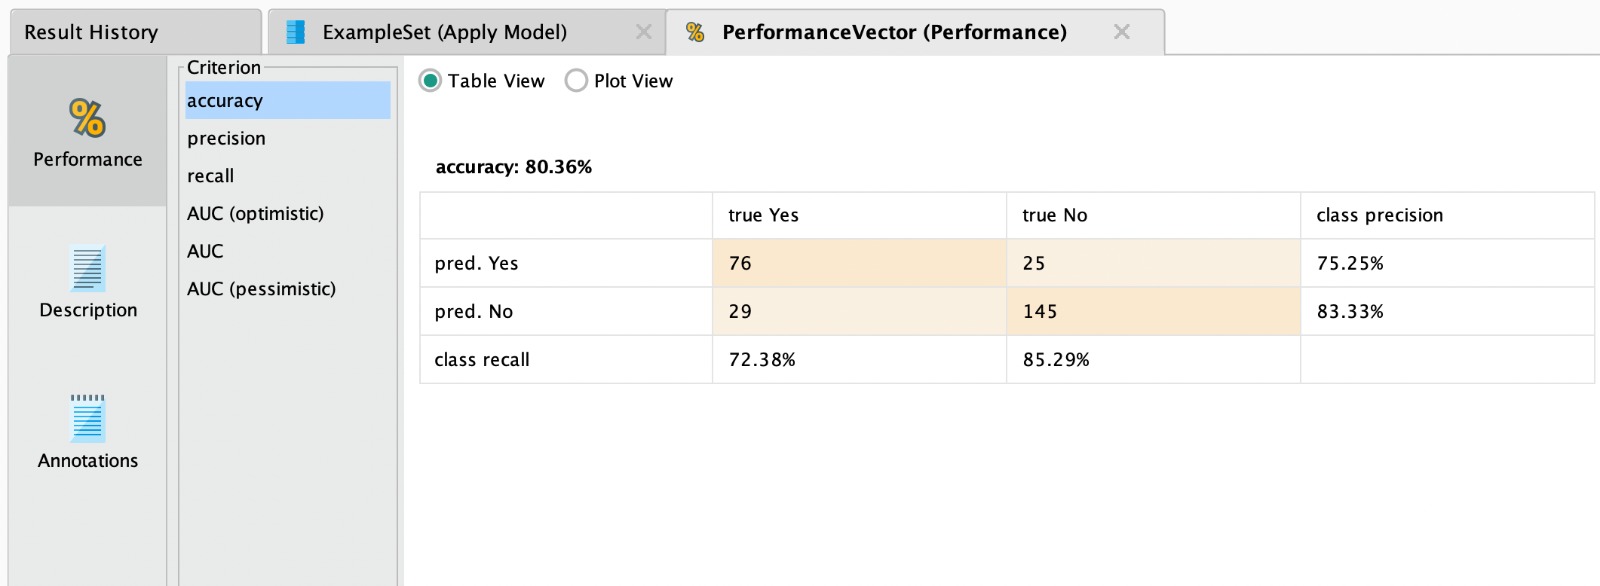 Result History
ExampleSet (Apply Model)
PerformanceVector (Performance)
Performance
Description
Annotations
Criterion
accuracy
precision
recall
AUC (optimistic)
AUC
AUC (pessimistic)
Table View
Plot View
accuracy: 80.36%
true Yes true No class precision
pred. Yes 76 25 75.25%
pred. No 29 145 83.33%
class recall 72.38% 85.29%